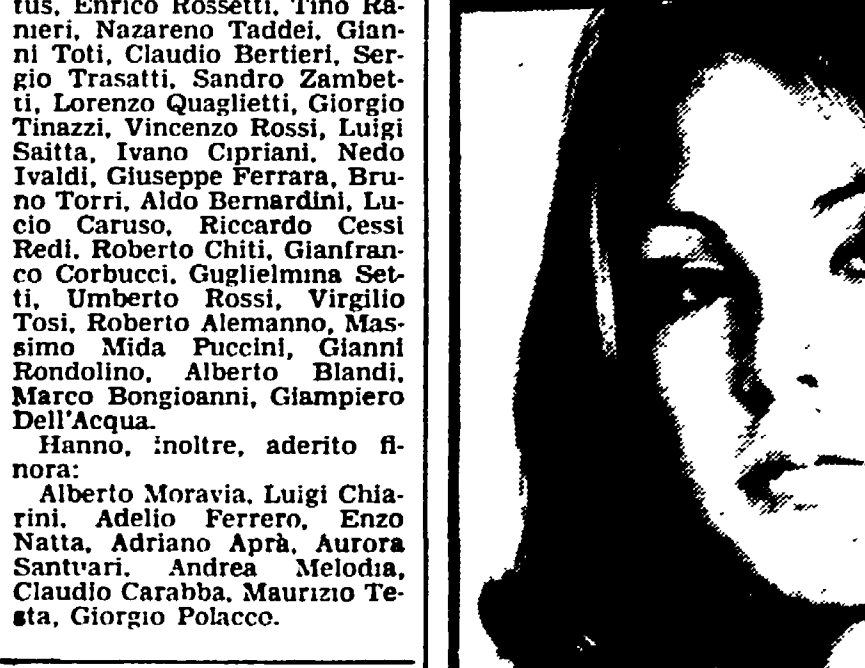 tus, Enrico Rossetti, Tino Ra-
nieri, Nazareno Taddei, Gian-
ni Toti, Claudio Bertieri, Ser-
gio Trasatti, Sandro Zambet-
ti, Lorenzo Quaglietti, Giorgio
Tinazzi, Vincenzo Rossi, Luigi
Saitta, Ivano Cipriani, Nedo
Ivaldi, Giuseppe Ferrara, Bru-
no Torri, Aldo Bernardini, Lu-
cio Caruso, Riccardo Cessi
Redi, Roberto Chiti, Gianfran-
co Corbucci, Guglielmina Set-
ti, Umberto Rossi, Virgilio
Tosi, Roberto Alemanno, Mas-
simo Mida Puccini, Gianni
Rondolino, Alberto Blandi,
Marco Bongioanni, Giampiero
Dell'Acqua.
Hanno, inoltre, aderito fi-
nora:
Alberto Moravia, Luigi Chia-
rini, Adelio Ferrero, Enzo
Natta, Adriano Aprà, Aurora
Santuari, Andrea Melodia,
Claudio Carabba, Maurizio Te-
sta, Giorgio Polacco.